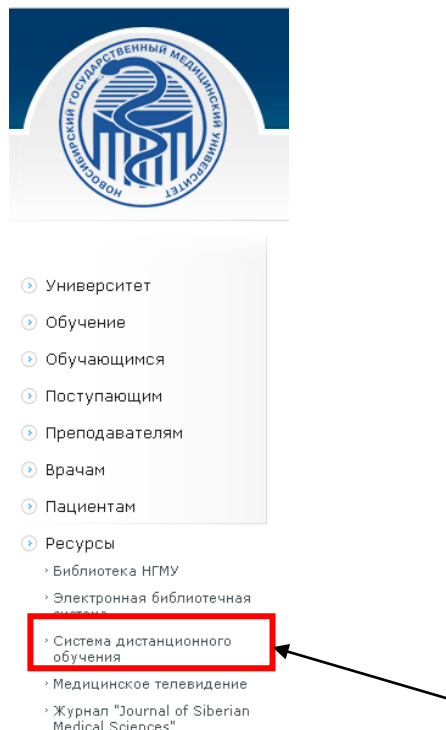 НОВОСИБИРСКИЙ ГОСУДАРСТВЕННЫЙ МЕДИЦИНСКИЙ УНИВЕРСИТЕТ
Университет
Обучение
Обучающимся
Поступающим
Преподавателям
Врачам
Пациентам
Ресурсы
Библиотека НГМУ
Электронная библиотечная
система
Система дистанционного
обучения
Медицинское телевидение
Журнал "Journal of Siberian
Medical Sciences"